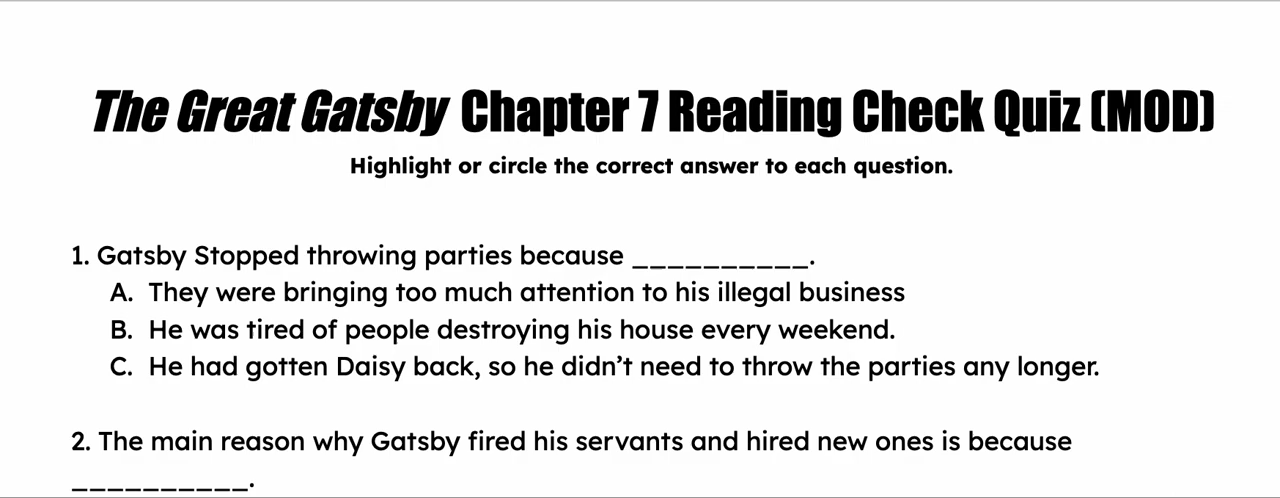 The Great Gatsby Chapter 7 Reading Check Quiz (MOD)
Highlight or circle the correct answer to each question.
1. Gatsby Stopped throwing parties because __________.
A. They were bringing too much attention to his illegal business
B. He was tired of people destroying his house every weekend.
C. He had gotten Daisy back, so he didn’t need to throw the parties any longer.
2. The main reason why Gatsby fired his servants and hired new ones is because
__________.